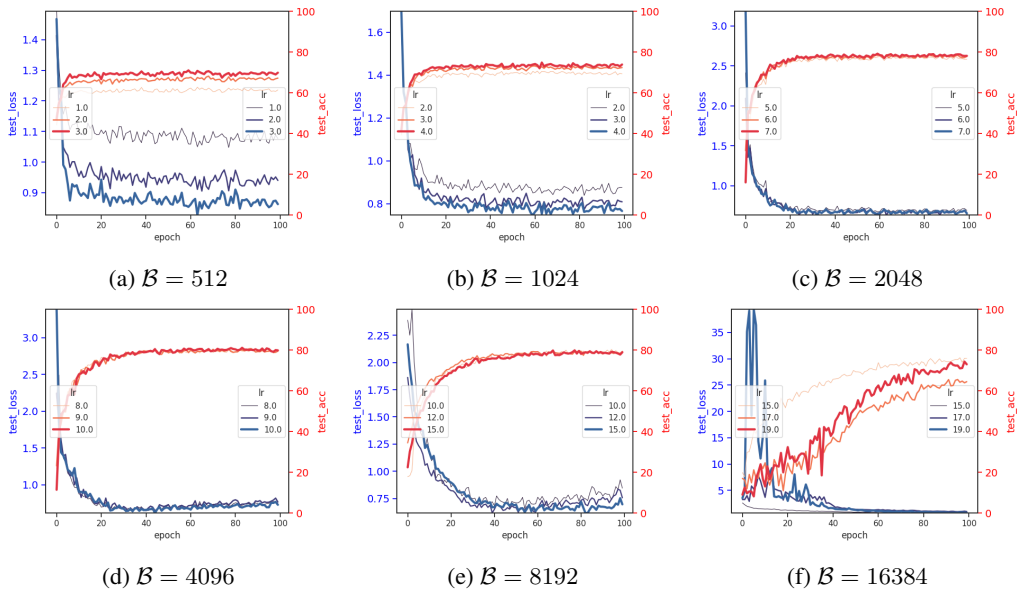 1.4
1.3
1.2
1.1
1.0
0.9
test_loss
lr
1.0
2.0
3.0
lr
1.0
2.0
3.0
100
80
60
40
20
0
test_acc
0 20 40 60 80 100
epoch
(a) ℬ = 512
1.6
1.4
1.2
1.0
0.8
test_loss
lr
2.0
3.0
4.0
lr
2.0
3.0
4.0
100
80
60
40
20
0
test_acc
0 20 40 60 80 100
epoch
(b) ℬ = 1024
3.0
2.5
2.0
1.5
1.0
test_loss
lr
5.0
6.0
7.0
lr
5.0
6.0
7.0
100
80
60
40
20
0
test_acc
0 20 40 60 80 100
epoch
(c) ℬ = 2048
3.0
2.5
2.0
1.5
1.0
test_loss
lr
8.0
9.0
10.0
lr
8.0
9.0
10.0
100
80
60
40
20
0
test_acc
0 20 40 60 80 100
epoch
(d) ℬ = 4096
2.25
2.00
1.75
1.50
1.25
1.00
0.75
test_loss
lr
10.0
12.0
15.0
lr
10.0
12.0
15.0
100
80
60
40
20
0
test_acc
0 20 40 60 80 100
epoch
(e) ℬ = 8192
35
30
25
20
15
10
5
test_loss
lr
15.0
17.0
19.0
lr
15.0
17.0
19.0
100
80
60
40
20
0
test_acc
0 20 40 60 80 100
epoch
(f) ℬ = 16384